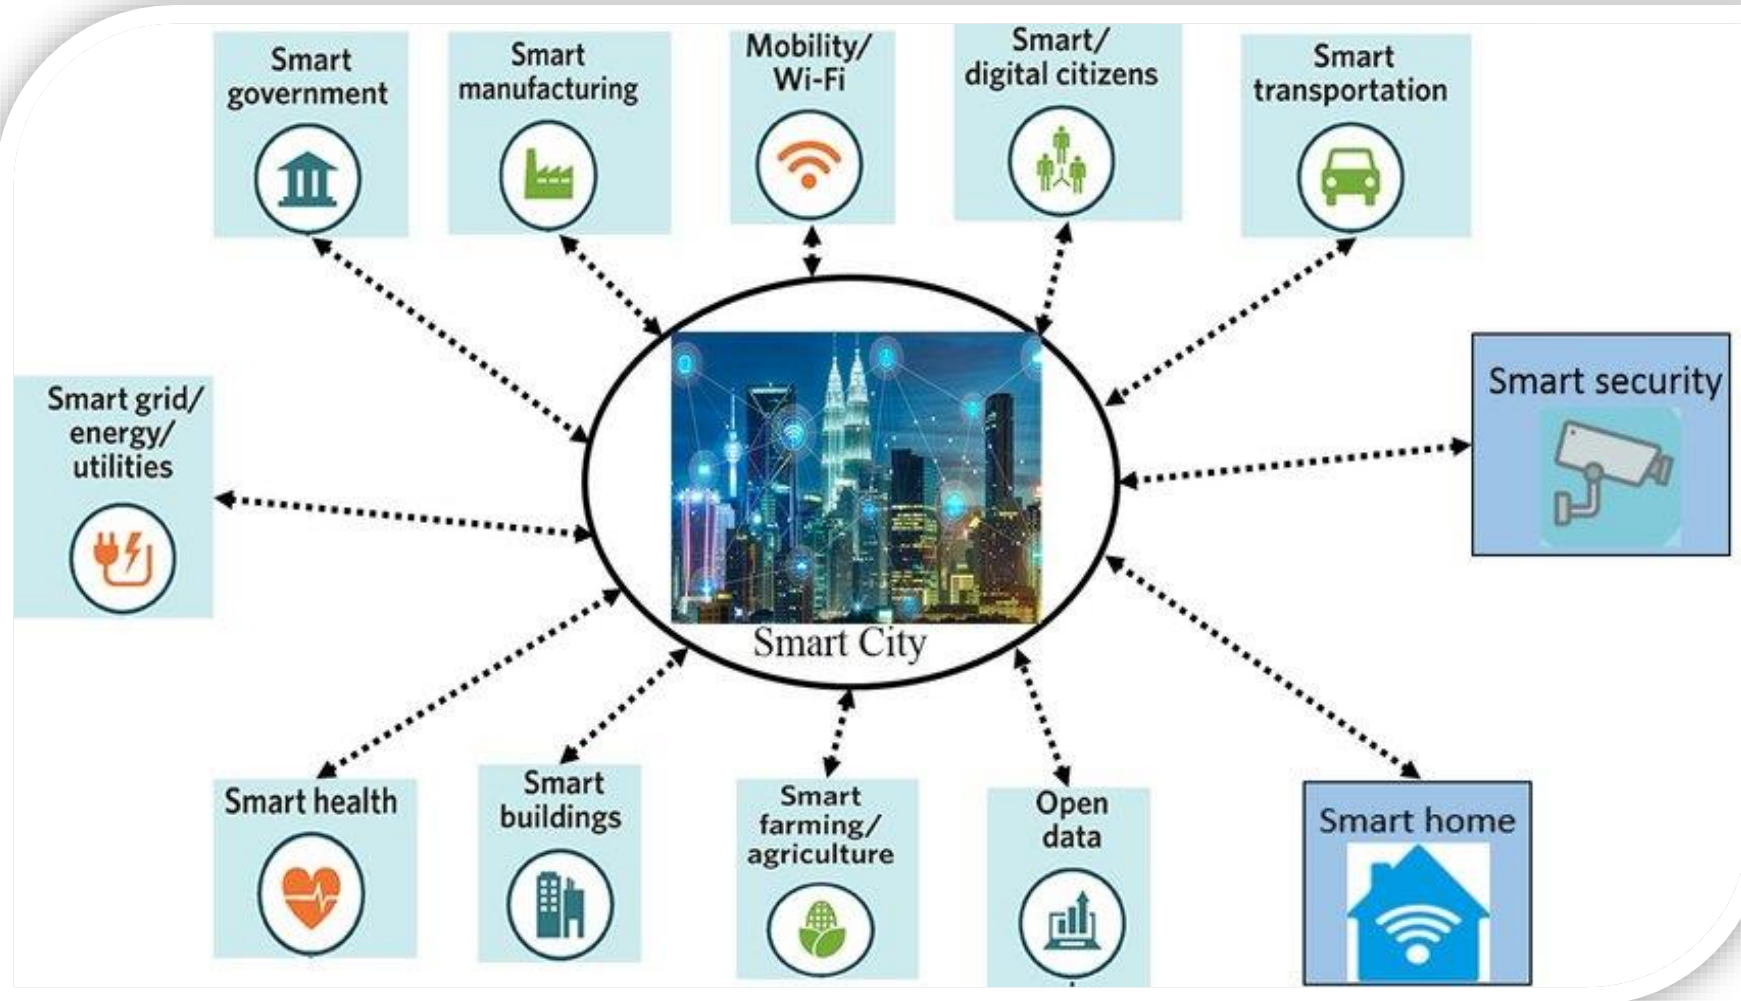 Smart
government
Smart
manufacturing
Mobility/
Wi-Fi
Smart/
digital citizens
Smart
transportation
Smart grid/
energy/
utilities
Smart security
Smart City
Smart health
Smart
buildings
Smart
farming/
agriculture
Open
data
Smart home